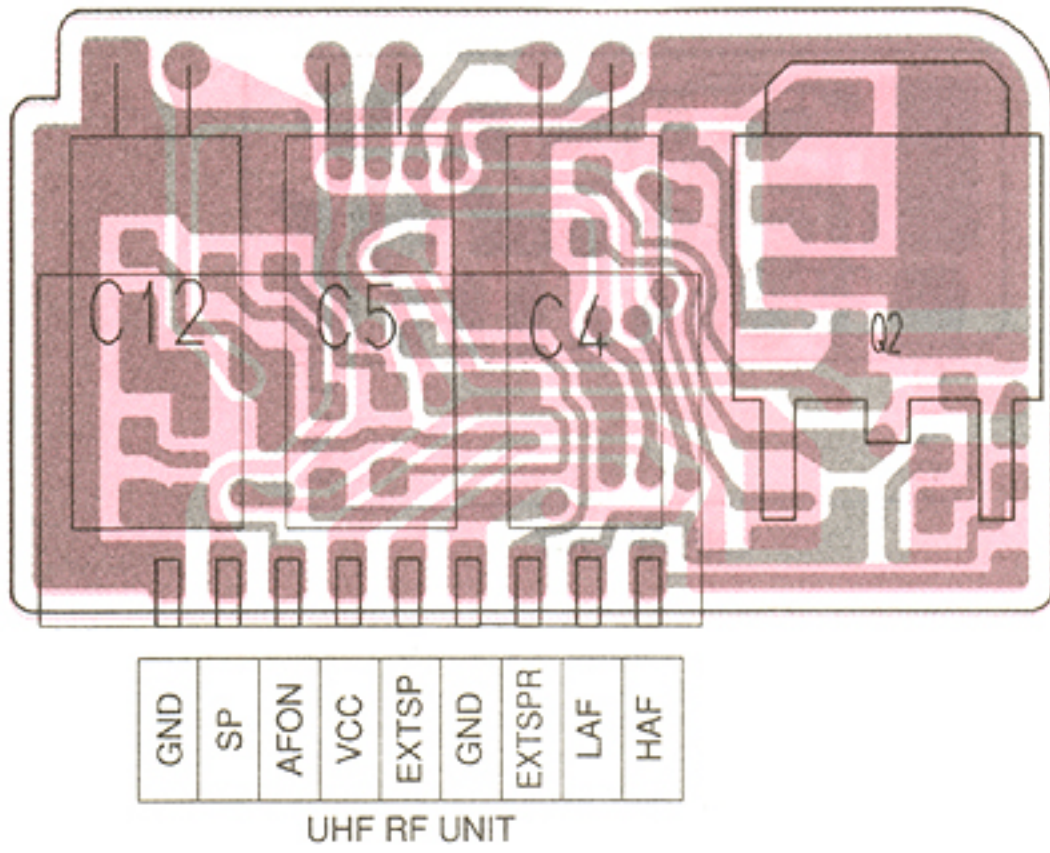 C12
C5
C4
Q2
GND
SP
AFON
VCC
EXTSP
GND
EXTSPR
LAF
HAF
UHF RF UNIT